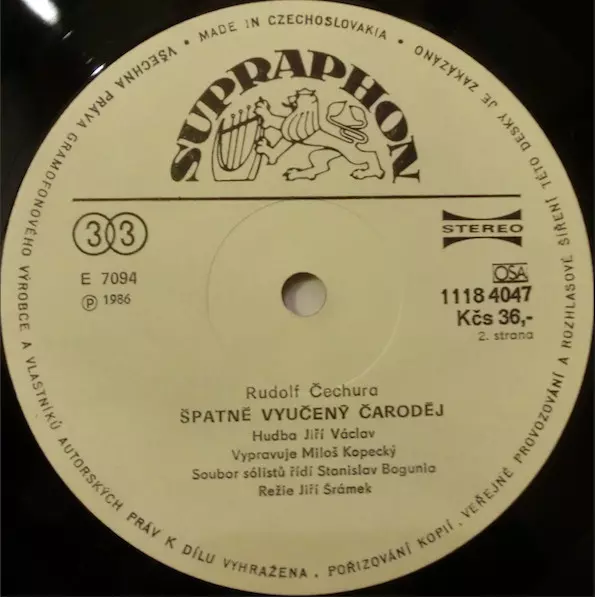 MADE IN CZECHOSLOVAKIA •
VŠECHNA PRÁVA GRAMOFONOVÉHO VÝROBCE A VLASTNÍKŮ AUTORSKÝCH PRÁV K DÍLU VYHRAŽENA. POŘIZOVÁNÍ KOPIÍ, VEŘEJNÉ PROVOZOVÁNÍ A ROZHLASOVÉ ŠÍŘENÍ TÉTO DESKY JE ZAKÁZÁNO •
SUPRAPHON
33
STEREO
E 7094
OSA
℗ 1986
1118 4047
Kčs 36,-
2. strana
Rudolf Čechura
ŠPATNĚ VYUČENÝ ČARODĚJ
Hudba Jiří Václav
Vypravuje Miloš Kopecký
Soubor sólistů řídí Stanislav Bogunia
Režie Jiří Šrámek